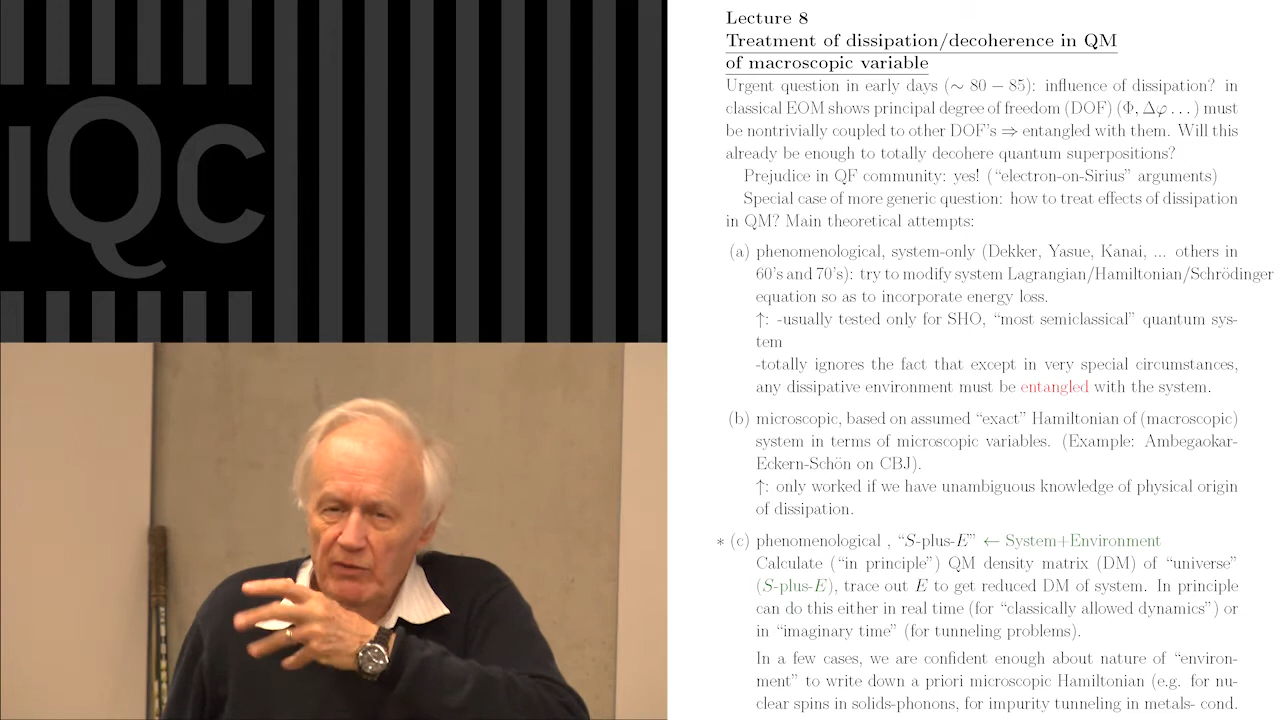 IQC
Lecture 8
Treatment of dissipation/decoherence in QM
of macroscopic variable
Urgent question in early days (∼ 80 − 85): influence of dissipation? in
classical EOM shows principal degree of freedom (DOF) (Φ, Δφ . . . ) must
be nontrivially coupled to other DOF's ⇒ entangled with them. Will this
already be enough to totally decohere quantum superpositions?
Prejudice in QF community: yes! ("electron-on-Sirius" arguments)
Special case of more generic question: how to treat effects of dissipation
in QM? Main theoretical attempts:
(a) phenomenological, system-only (Dekker, Yasue, Kanai, ... others in
60's and 70's): try to modify system Lagrangian/Hamiltonian/Schrödinger
equation so as to incorporate energy loss.
↑: -usually tested only for SHO, "most semiclassical" quantum sys-
tem
-totally ignores the fact that except in very special circumstances,
any dissipative environment must be entangled with the system.
(b) microscopic, based on assumed "exact" Hamiltonian of (macroscopic)
system in terms of microscopic variables. (Example: Ambegaokar-
Eckern-Schön on CBJ).
↑: only worked if we have unambiguous knowledge of physical origin
of dissipation.
∗ (c) phenomenological , "S-plus-E" ← System+Environment
Calculate ("in principle") QM density matrix (DM) of "universe"
(S-plus-E), trace out E to get reduced DM of system. In principle
can do this either in real time (for "classically allowed dynamics") or
in "imaginary time" (for tunneling problems).
In a few cases, we are confident enough about nature of "environ-
ment" to write down a priori microscopic Hamiltonian (e.g. for nu-
clear spins in solids-phonons, for impurity tunneling in metals- cond.